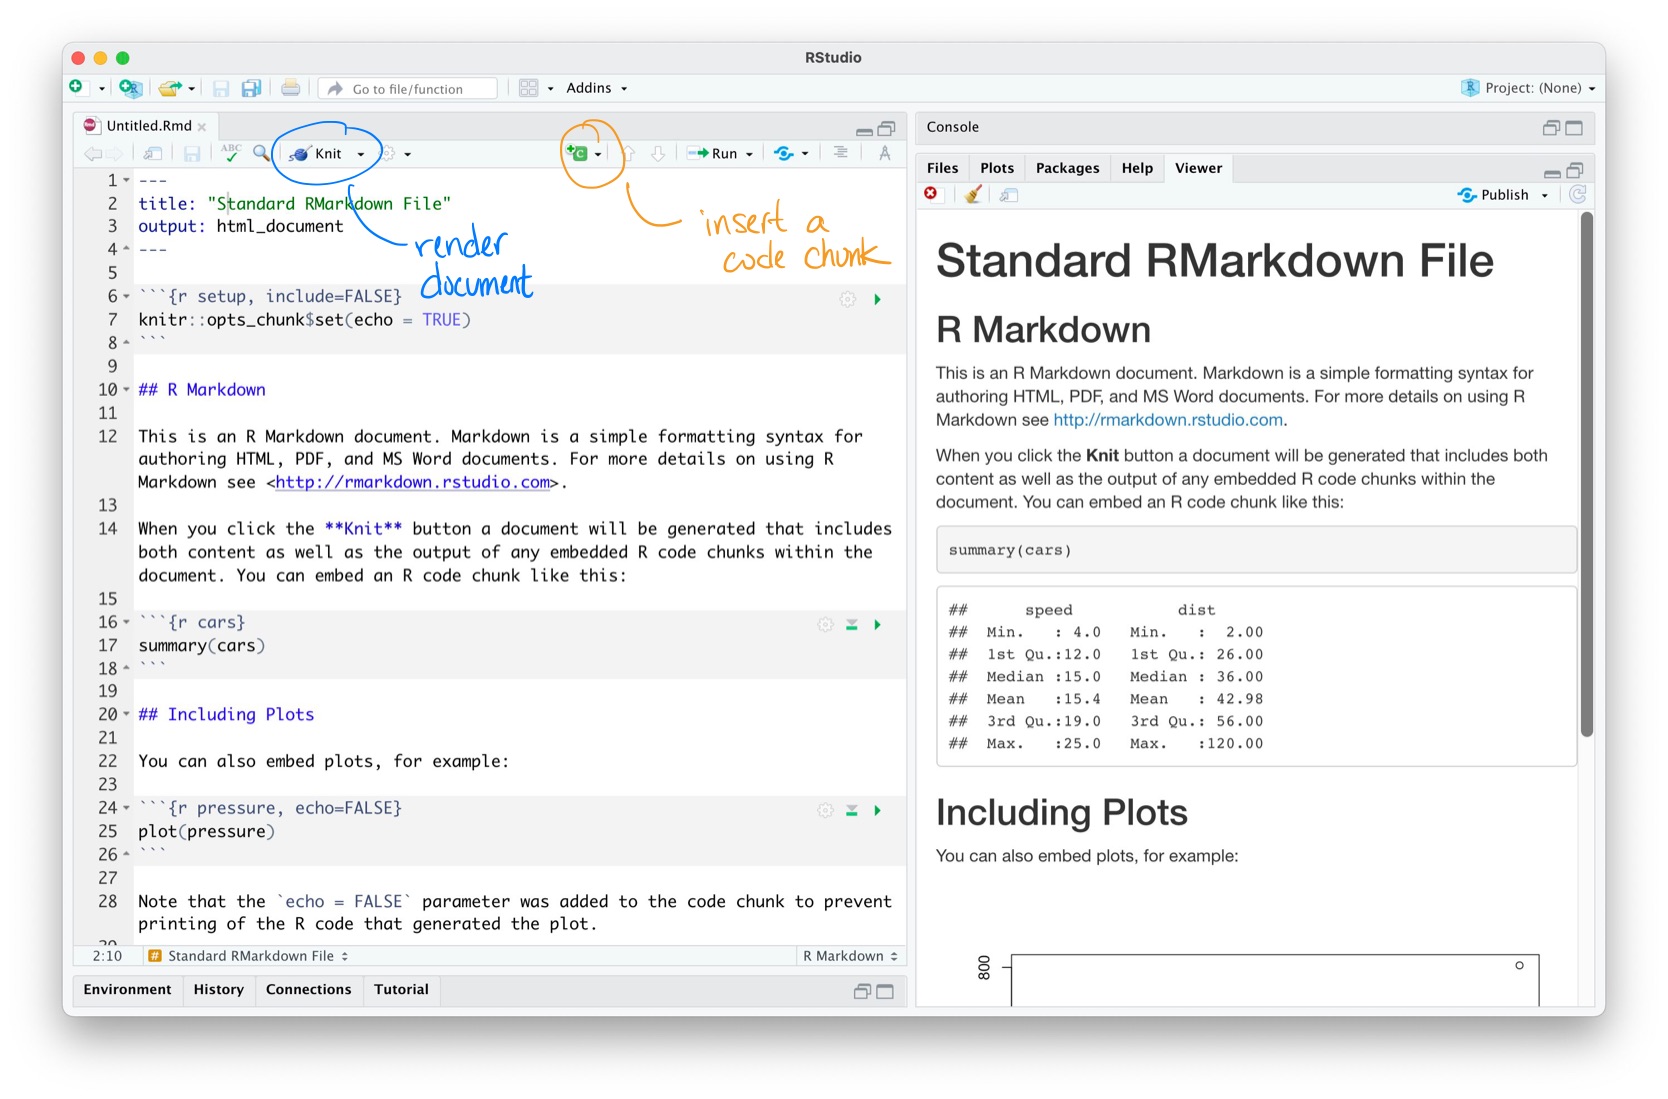 RStudio
Go to file/function
Addins
Project: (None)
Untitled.Rmd
ABC
Knit
C
Run
1 ---
2 title: "Standard RMarkdown File"
3 output: html_document
4 ---
5
render
document
insert a
code chunk
6 ```{r setup, include=FALSE}
7 knitr::opts_chunk$set(echo = TRUE)
8 ```
9
10 ## R Markdown
11
12 This is an R Markdown document. Markdown is a simple formatting syntax for
authoring HTML, PDF, and MS Word documents. For more details on using R
Markdown see <http://rmarkdown.rstudio.com>.
13
14 When you click the **Knit** button a document will be generated that includes
both content as well as the output of any embedded R code chunks within the
document. You can embed an R code chunk like this:
15
16 ```{r cars}
17 summary(cars)
18 ```
19
20 ## Including Plots
21
22 You can also embed plots, for example:
23
24 ```{r pressure, echo=FALSE}
25 plot(pressure)
26 ```
27
28 Note that the `echo = FALSE` parameter was added to the code chunk to prevent
printing of the R code that generated the plot.
29
2:10 # Standard RMarkdown File R Markdown
Environment History Connections Tutorial
Console
Files Plots Packages Help Viewer
Publish
Standard RMarkdown File
R Markdown
This is an R Markdown document. Markdown is a simple formatting syntax for
authoring HTML, PDF, and MS Word documents. For more details on using R
Markdown see http://rmarkdown.rstudio.com.
When you click the Knit button a document will be generated that includes both
content as well as the output of any embedded R code chunks within the
document. You can embed an R code chunk like this:
summary(cars)
## speed dist
## Min. : 4.0 Min. : 2.00
## 1st Qu.:12.0 1st Qu.: 26.00
## Median :15.0 Median : 36.00
## Mean :15.4 Mean : 42.98
## 3rd Qu.:19.0 3rd Qu.: 56.00
## Max. :25.0 Max. :120.00
Including Plots
You can also embed plots, for example:
800